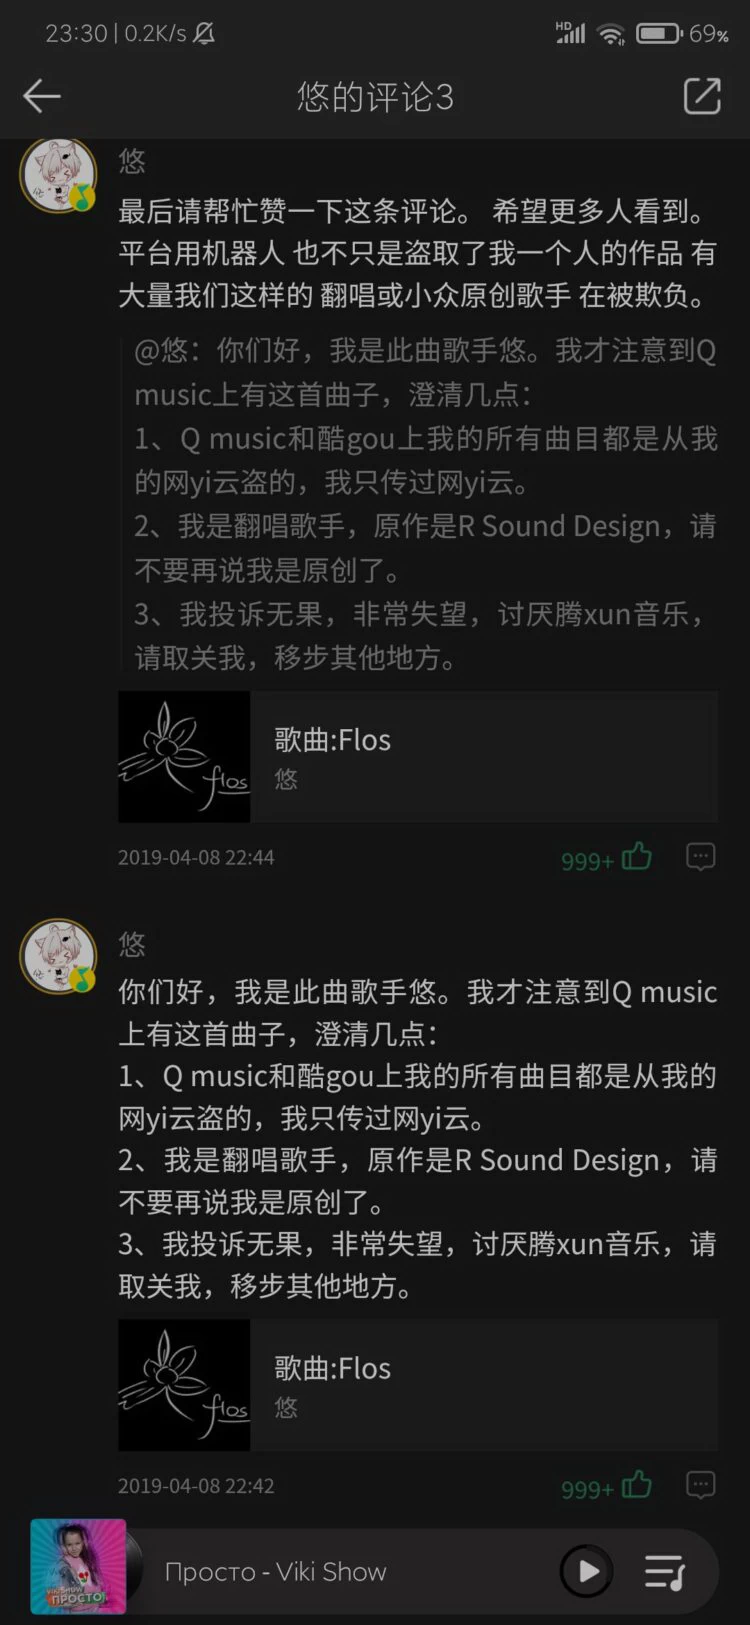 23:30 | 0.2K/s
HD
69%
悠的评论3
悠
最后请帮忙赞一下这条评论。 希望更多人看到。
平台用机器人 也不只是盗取了我一个人的作品 有
大量我们这样的 翻唱或小众原创歌手 在被欺负。
@悠：你们好，我是此曲歌手悠。我才注意到Q
music上有这首曲子，澄清几点：
1、Q music和酷gou上我的所有曲目都是从我
的网yi云盗的，我只传过网yi云。
2、我是翻唱歌手，原作是R Sound Design，请
不要再说我是原创了。
3、我投诉无果，非常失望，讨厌腾xun音乐，
请取关我，移步其他地方。
flos
歌曲:Flos
悠
2019-04-08 22:44
999+
悠
你们好，我是此曲歌手悠。我才注意到Q music
上有这首曲子，澄清几点：
1、Q music和酷gou上我的所有曲目都是从我的
网yi云盗的，我只传过网yi云。
2、我是翻唱歌手，原作是R Sound Design，请
不要再说我是原创了。
3、我投诉无果，非常失望，讨厌腾xun音乐，请
取关我，移步其他地方。
flos
歌曲:Flos
悠
2019-04-08 22:42
999+
VIKI SHOW
ПРОСТО!
Просто - Viki Show